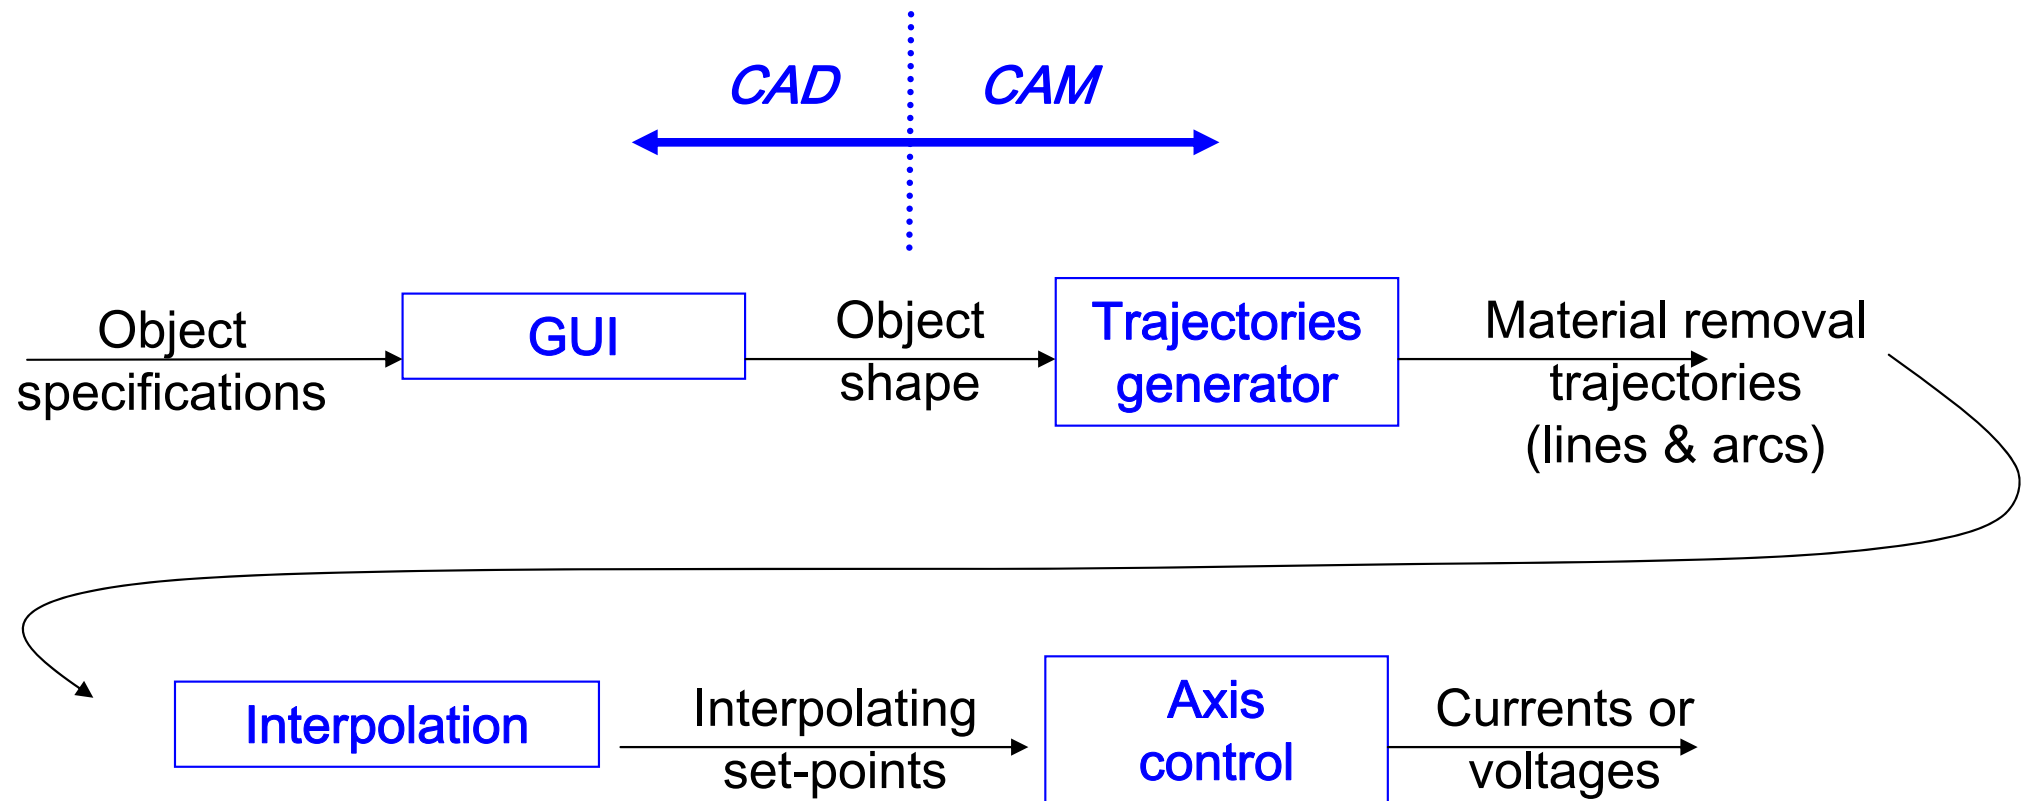 CAD
CAM
Object
specifications
GUI
Object
shape
Trajectories
generator
Material removal
trajectories
(lines & arcs)
Interpolation
Interpolating
set-points
Axis
control
Currents or
voltages